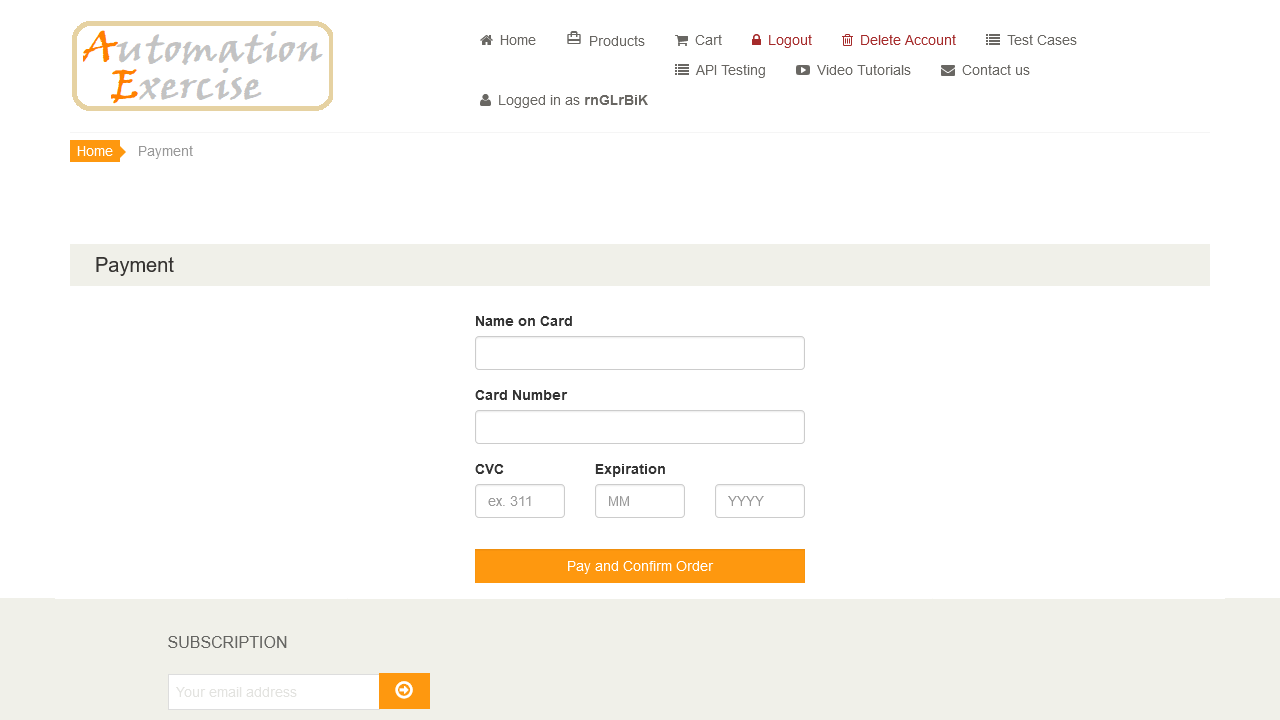 Automation
Exercise
Home Products Cart Logout Delete Account Test Cases
API Testing Video Tutorials Contact us
Logged in as rnGLrBiK
Home Payment
Payment
Name on Card
Card Number
CVC Expiration
ex. 311 MM YYYY
Pay and Confirm Order
SUBSCRIPTION
Your email address